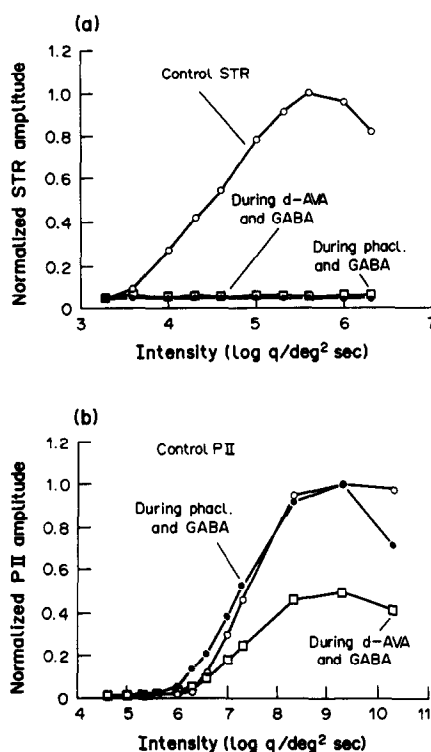 (a)
Control STR
During d-AVA
and GABA
During phacl.
and GABA
Normalized STR amplitude
1.2
1.0
0.8
0.6
0.4
0.2
0
3 4 5 6 7
Intensity (log q/deg² sec)
(b)
Control PII
During phacl.
and GABA
During d-AVA
and GABA
Normalized PII amplitude
1.2
1.0
0.8
0.6
0.4
0.2
0
4 5 6 7 8 9 10 11
Intensity (log q/deg² sec)